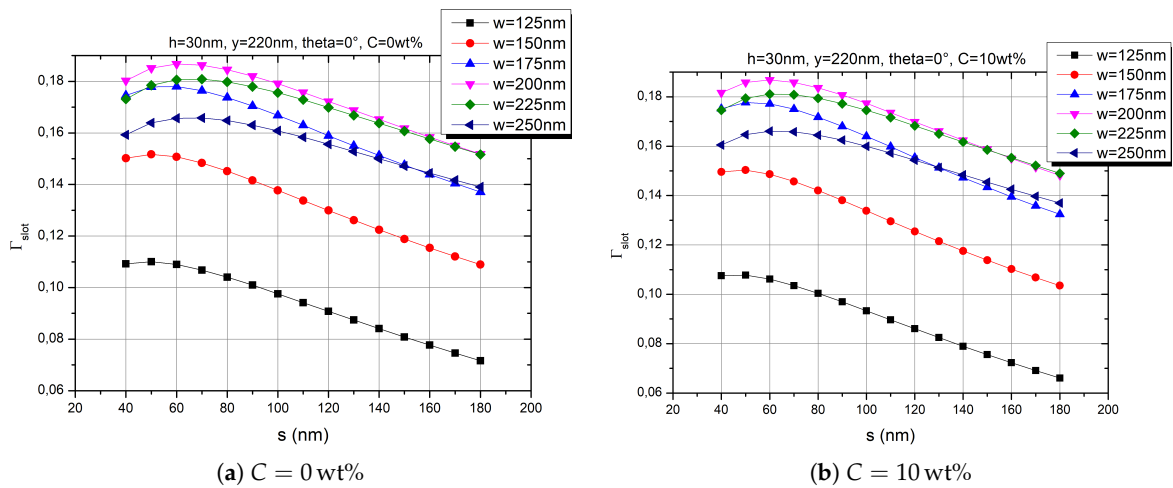 h=30nm, y=220nm, theta=0°, C=0wt%
w=125nm
w=150nm
w=175nm
w=200nm
w=225nm
w=250nm
0,18
0,16
0,14
0,12
0,10
0,08
0,06
Γslot
20 40 60 80 100 120 140 160 180 200
s (nm)
(a) C = 0 wt%
h=30nm, y=220nm, theta=0°, C=10wt%
w=125nm
w=150nm
w=175nm
w=200nm
w=225nm
w=250nm
0,18
0,16
0,14
0,12
0,10
0,08
0,06
Γslot
20 40 60 80 100 120 140 160 180 200
s (nm)
(b) C = 10 wt%